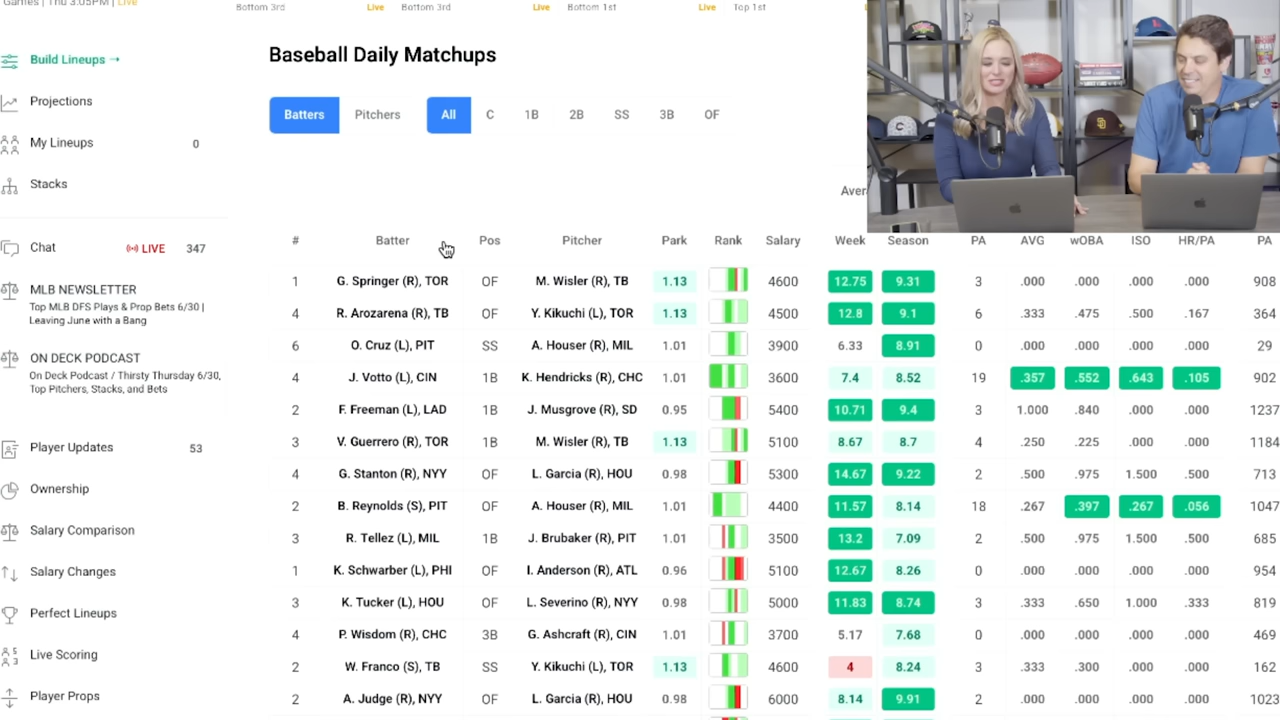 Games | Thu 3:05PM | Live
Bottom 3rd Live Bottom 3rd Live Bottom 1st Live Top 1st
Build Lineups →
Projections
My Lineups 0
Stacks
Chat LIVE 347
MLB NEWSLETTER
Top MLB DFS Plays & Prop Bets 6/30 |
Leaving June with a Bang
ON DECK PODCAST
On Deck Podcast / Thirsty Thursday 6/30,
Top Pitchers, Stacks, and Bets
Player Updates 53
Ownership
Salary Comparison
Salary Changes
Perfect Lineups
Live Scoring
Player Props
Baseball Daily Matchups
Batters Pitchers All C 1B 2B SS 3B OF
# Batter Pos Pitcher Park Rank Salary Week Season PA AVG wOBA ISO HR/PA PA
1 G. Springer (R), TOR OF M. Wisler (R), TB 1.13 4600 12.75 9.31 3 .000 .000 .000 .000 908
4 R. Arozarena (R), TB OF Y. Kikuchi (L), TOR 1.13 4500 12.8 9.1 6 .333 .475 .500 .167 364
6 O. Cruz (L), PIT SS A. Houser (R), MIL 1.01 3900 6.33 8.91 0 .000 .000 .000 .000 29
4 J. Votto (L), CIN 1B K. Hendricks (R), CHC 1.01 3600 7.4 8.52 19 .357 .552 .643 .105 902
2 F. Freeman (L), LAD 1B J. Musgrove (R), SD 0.95 5400 10.71 9.4 3 1.000 .840 .000 .000 1237
3 V. Guerrero (R), TOR 1B M. Wisler (R), TB 1.13 5100 8.67 8.7 4 .250 .225 .000 .000 1184
4 G. Stanton (R), NYY OF L. Garcia (R), HOU 0.98 5300 14.67 9.22 2 .500 .975 1.500 .500 713
2 B. Reynolds (S), PIT OF A. Houser (R), MIL 1.01 4400 11.57 8.14 18 .267 .397 .267 .056 1047
3 R. Tellez (L), MIL 1B J. Brubaker (R), PIT 1.01 3500 13.2 7.09 2 .500 .975 1.500 .500 685
1 K. Schwarber (L), PHI OF I. Anderson (R), ATL 0.96 5100 12.67 8.26 0 .000 .000 .000 .000 954
3 K. Tucker (L), HOU OF L. Severino (R), NYY 0.98 5000 11.83 8.74 3 .333 .650 1.000 .333 819
4 P. Wisdom (R), CHC 3B G. Ashcraft (R), CIN 1.01 3700 5.17 7.68 0 .000 .000 .000 .000 469
2 W. Franco (S), TB SS Y. Kikuchi (L), TOR 1.13 4600 4 8.24 3 .333 .300 .000 .000 162
2 A. Judge (R), NYY OF L. Garcia (R), HOU 0.98 6000 8.14 9.91 2 .000 .000 .000 .000 1023